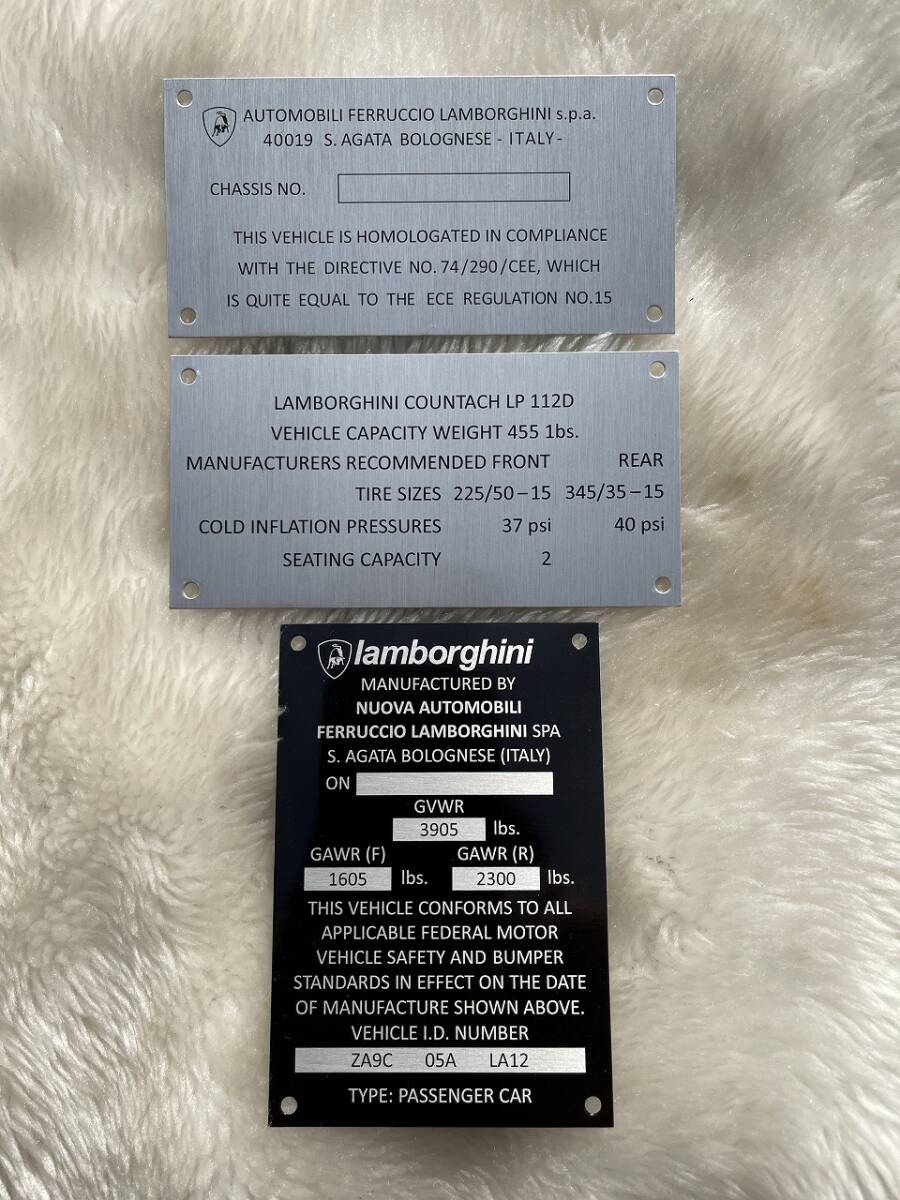 AUTOMOBILI FERRUCCIO LAMBORGHINI s.p.a.
40019 S. AGATA BOLOGNESE - ITALY -
CHASSIS NO.
THIS VEHICLE IS HOMOLOGATED IN COMPLIANCE
WITH THE DIRECTIVE NO. 74/290/CEE, WHICH
IS QUITE EQUAL TO THE ECE REGULATION NO.15
LAMBORGHINI COUNTACH LP 112D
VEHICLE CAPACITY WEIGHT 455 1bs.
MANUFACTURERS RECOMMENDED FRONT REAR
TIRE SIZES 225/50–15 345/35–15
COLD INFLATION PRESSURES 37 psi 40 psi
SEATING CAPACITY 2
lamborghini
MANUFACTURED BY
NUOVA AUTOMOBILI
FERRUCCIO LAMBORGHINI SPA
S. AGATA BOLOGNESE (ITALY)
ON
GVWR
3905 lbs.
GAWR (F) GAWR (R)
1605 lbs. 2300 lbs.
THIS VEHICLE CONFORMS TO ALL
APPLICABLE FEDERAL MOTOR
VEHICLE SAFETY AND BUMPER
STANDARDS IN EFFECT ON THE DATE
OF MANUFACTURE SHOWN ABOVE.
VEHICLE I.D. NUMBER
ZA9C 05A LA12
TYPE: PASSENGER CAR